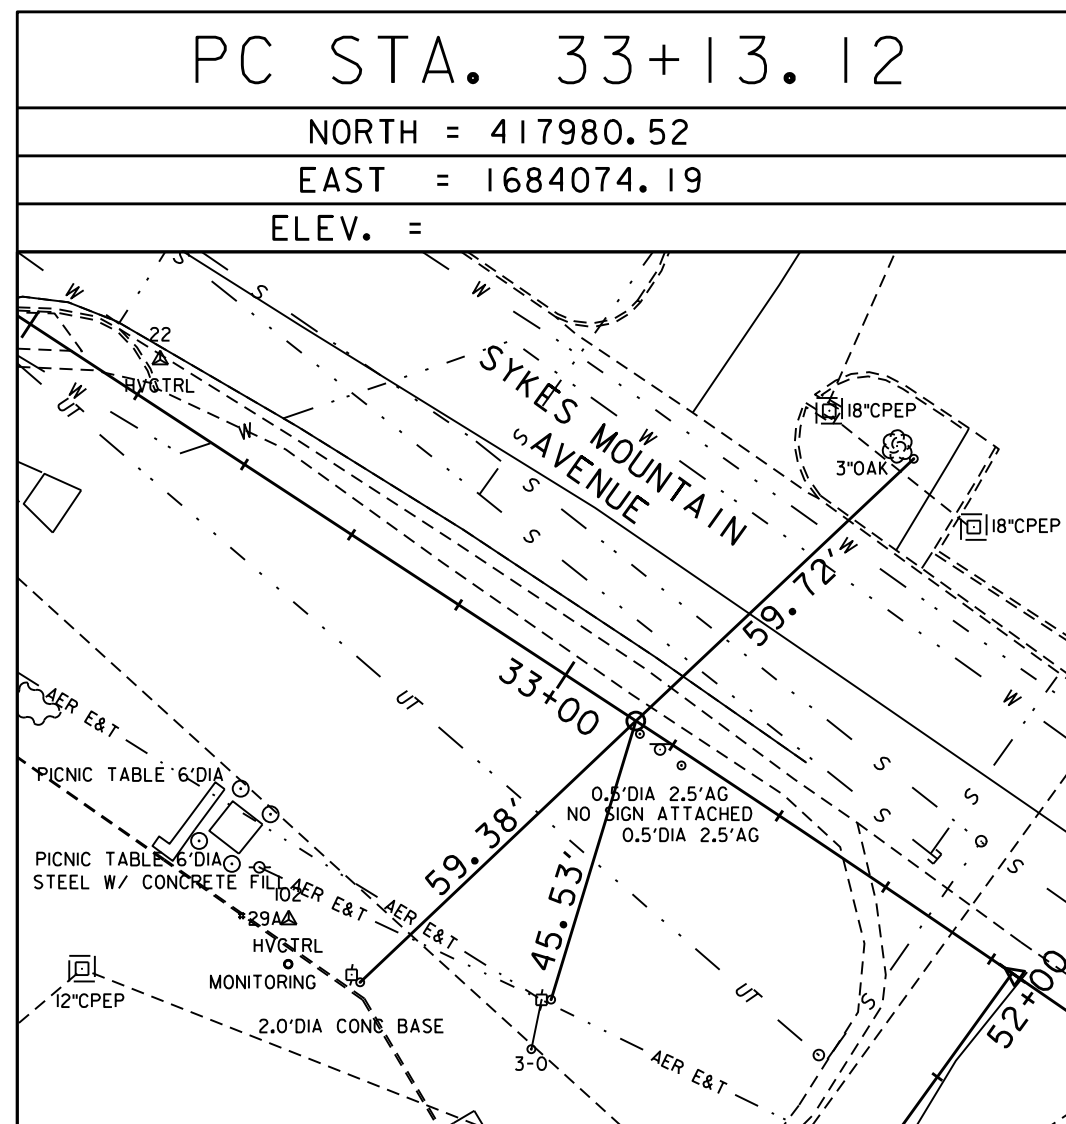 PC STA. 33+13.12
NORTH = 417980.52
EAST = 1684074.19
ELEV. =
S
S
W
W
22
HVCTRL
W
UT
W
SYKES MOUNTAIN
AVENUE
S
W
18"CPEP
3"OAK
18"CPEP
S
S
W
59.72'
33+00
UT
W
AER E&T
PICNIC TABLE 6'DIA
0.5'DIA 2.5'AG
NO SIGN ATTACHED
0.5'DIA 2.5'AG
S
S
S
S
59.38'
45.53'
PICNIC TABLE 6'DIA
STEEL W/ CONCRETE FILL
AER E&T
AER E&T
102
29A
HVCTRL
MONITORING
12"CPEP
2.0'DIA CONC BASE
UT
S
52+00
3-0
AER E&T